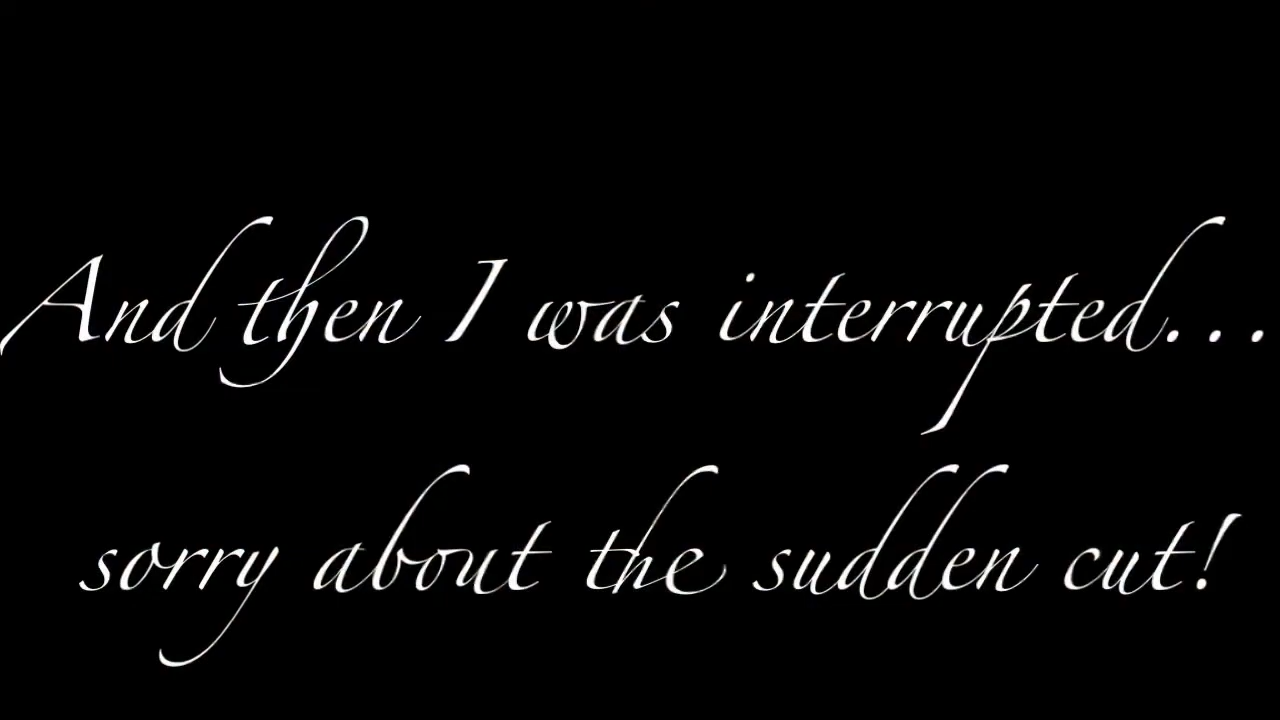 And then I was interrupted...
sorry about the sudden cut!